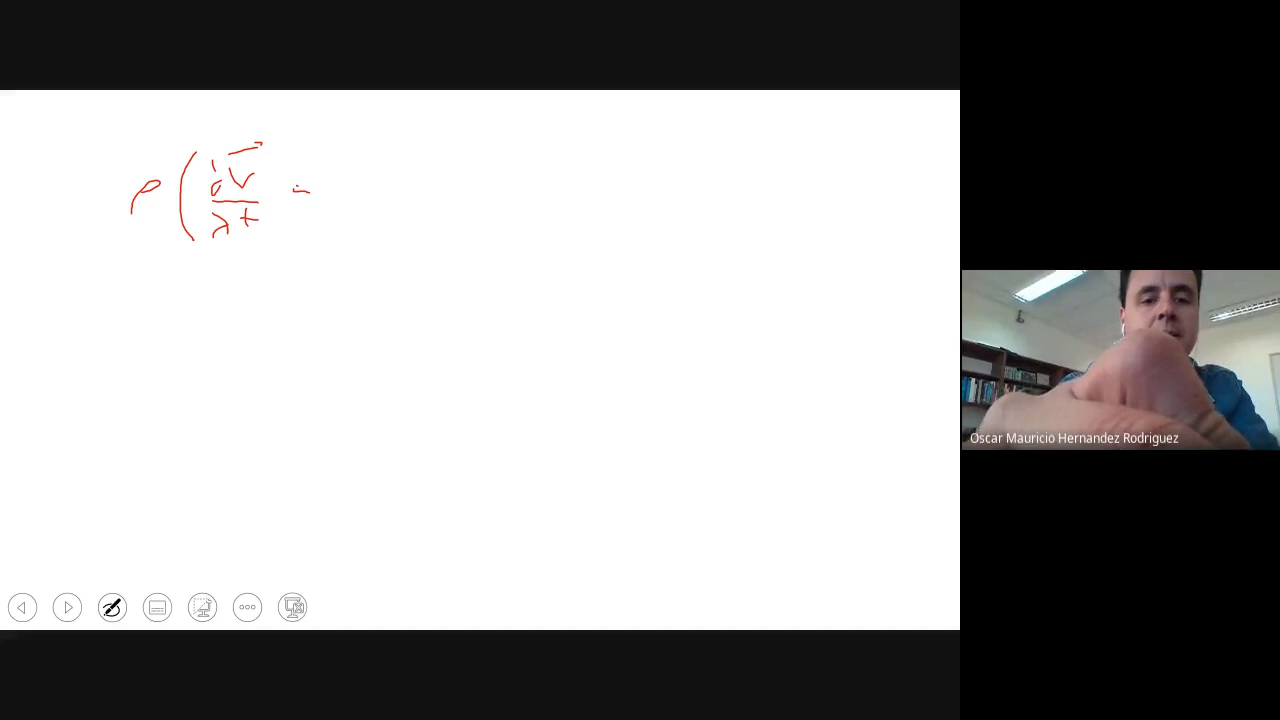 ρ ( ∂V⃗ / ∂t =
Oscar Mauricio Hernandez Rodriguez